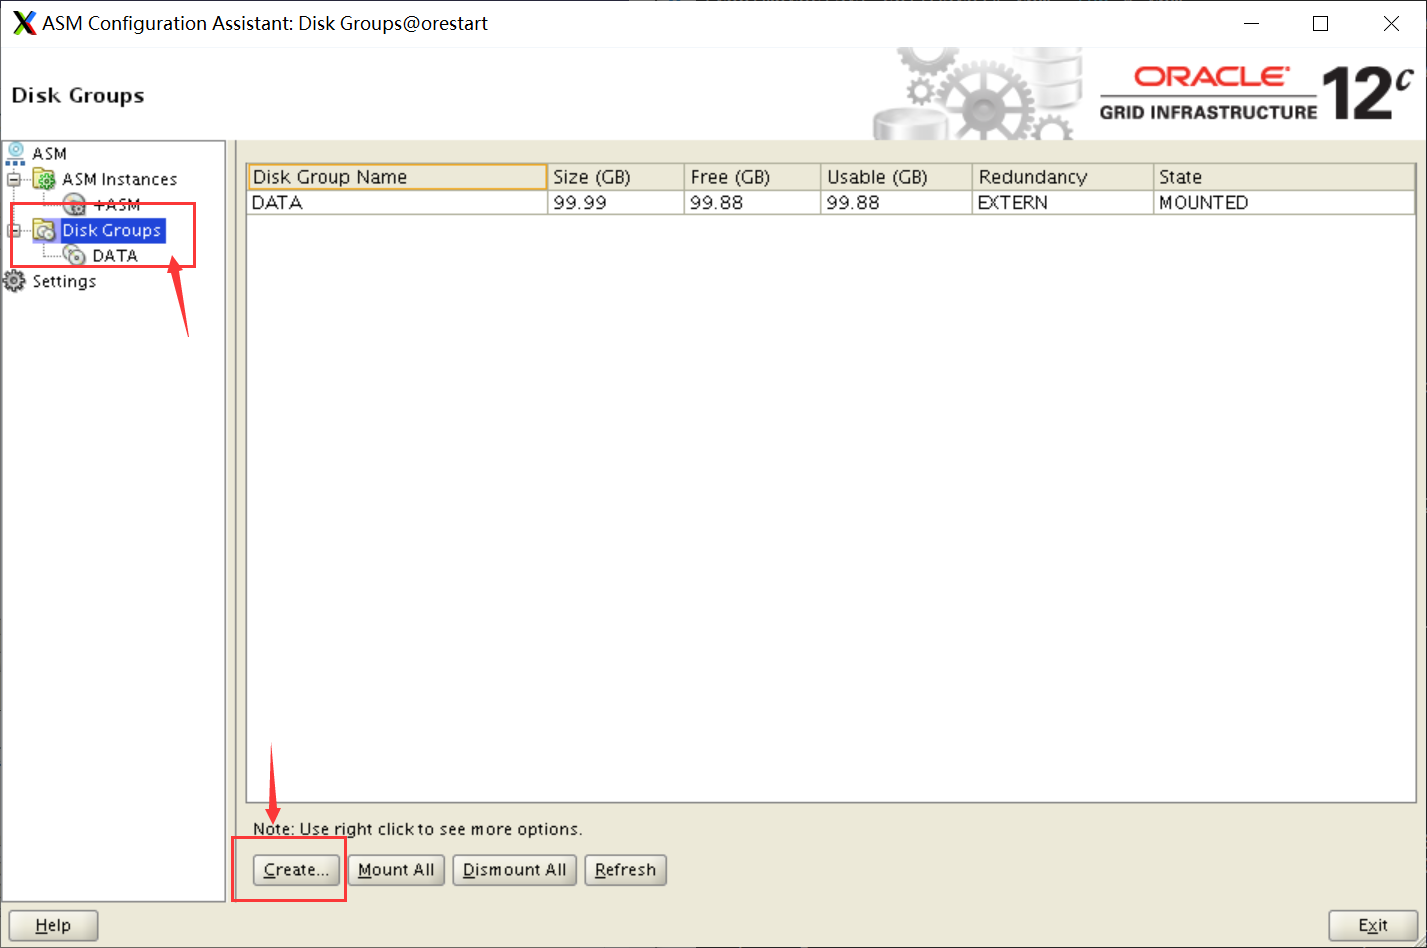 ASM Configuration Assistant: Disk Groups@orestart
Disk Groups
ORACLE
GRID INFRASTRUCTURE 12c
ASM
ASM Instances
+ASM
Disk Groups
DATA
Settings
Disk Group Name Size (GB) Free (GB) Usable (GB) Redundancy State
DATA 99.99 99.88 99.88 EXTERN MOUNTED
Note: Use right click to see more options.
Create... Mount All Dismount All Refresh
Help Exit